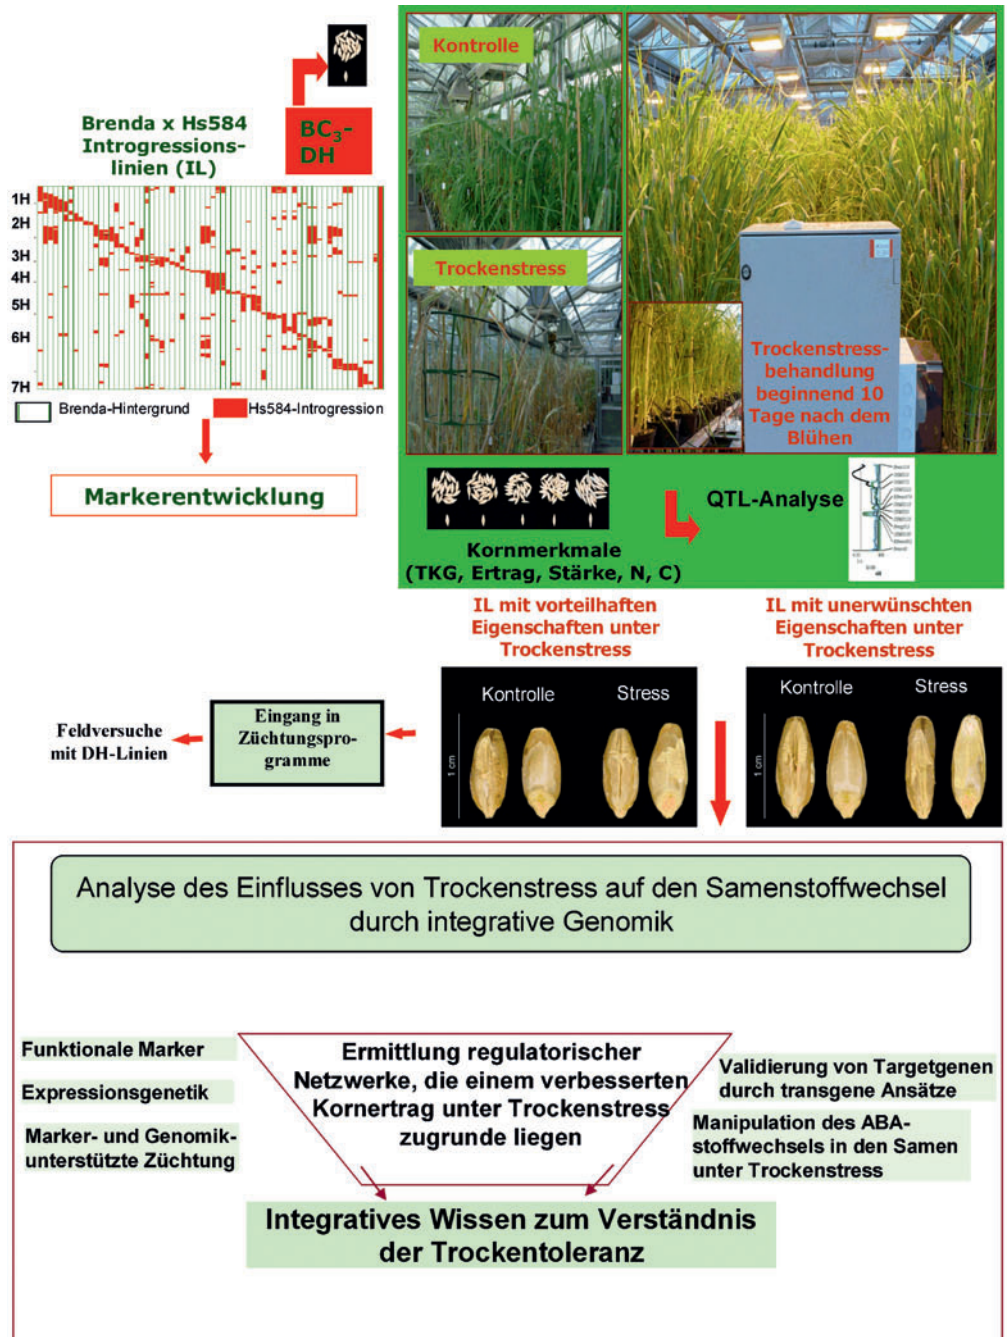 Brenda x Hs584
Introgressions-
linien (IL)
BC3-
DH
1H
2H
3H
4H
5H
6H
7H
Brenda-Hintergrund
Hs584-Introgression
Markerentwicklung
Kontrolle
Trockenstress
Trockenstress-
behandlung
beginnend 10
Tage nach dem
Blühen
Kornmerkmale
(TKG, Ertrag, Stärke, N, C)
QTL-Analyse
IL mit vorteilhaften
Eigenschaften unter
Trockenstress
IL mit unerwünschten
Eigenschaften unter
Trockenstress
Kontrolle
Stress
1 cm
Kontrolle
Stress
1 cm
Eingang in
Züchtungspro-
gramme
Feldversuche
mit DH-Linien
Analyse des Einflusses von Trockenstress auf den Samenstoffwechsel
durch integrative Genomik
Funktionale Marker
Expressionsgenetik
Marker- und Genomik-
unterstützte Züchtung
Ermittlung regulatorischer
Netzwerke, die einem verbesserten
Kornertrag unter Trockenstress
zugrunde liegen
Validierung von Targetgenen
durch transgene Ansätze
Manipulation des ABA-
stoffwechsels in den Samen
unter Trockenstress
Integratives Wissen zum Verständnis
der Trockentoleranz